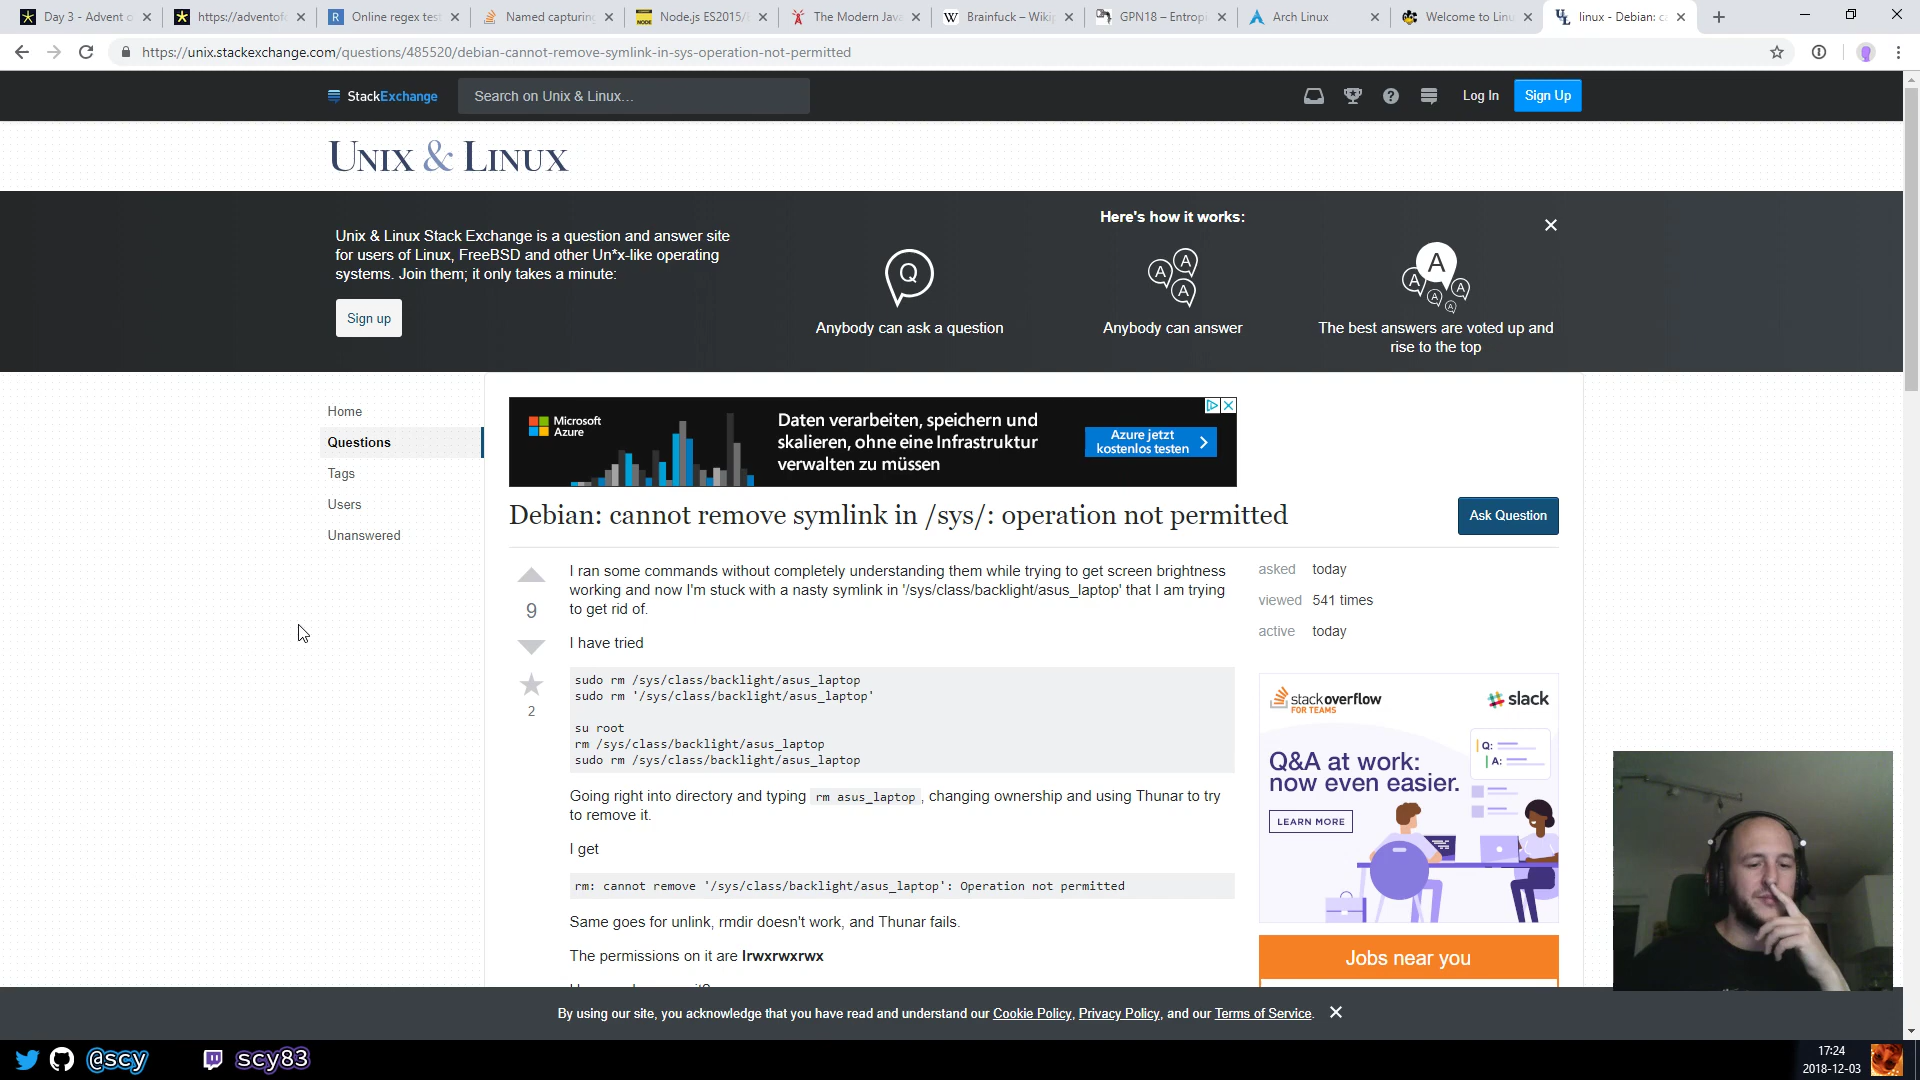 Day 3 - Advent o
https://adventof
Online regex test
Named capturing
Node.js ES2015/
The Modern Java
Brainfuck – Wiki
GPN18 – Entropi
Arch Linux
Welcome to Linu
linux - Debian: c
https://unix.stackexchange.com/questions/485520/debian-cannot-remove-symlink-in-sys-operation-not-permitted
StackExchange
Search on Unix & Linux...
Log In
Sign Up
UNIX & LINUX
Here's how it works:
Unix & Linux Stack Exchange is a question and answer site
for users of Linux, FreeBSD and other Un*x-like operating
systems. Join them; it only takes a minute:
Sign up
Anybody can ask a question
Anybody can answer
The best answers are voted up and
rise to the top
Home
Questions
Tags
Users
Unanswered
Microsoft
Azure
Daten verarbeiten, speichern und
skalieren, ohne eine Infrastruktur
verwalten zu müssen
Azure jetzt
kostenlos testen
Debian: cannot remove symlink in /sys/: operation not permitted
Ask Question
9
2
I ran some commands without completely understanding them while trying to get screen brightness
working and now I'm stuck with a nasty symlink in '/sys/class/backlight/asus_laptop' that I am trying
to get rid of.
I have tried
sudo rm /sys/class/backlight/asus_laptop
sudo rm '/sys/class/backlight/asus_laptop'
su root
rm /sys/class/backlight/asus_laptop
sudo rm /sys/class/backlight/asus_laptop
Going right into directory and typing rm asus_laptop , changing ownership and using Thunar to try
to remove it.
I get
rm: cannot remove '/sys/class/backlight/asus_laptop': Operation not permitted
Same goes for unlink, rmdir doesn't work, and Thunar fails.
The permissions on it are lrwxrwxrwx
asked today
viewed 541 times
active today
stackoverflow
FOR TEAMS
slack
Q:
A:
Q&A at work:
now even easier.
LEARN MORE
Jobs near you
By using our site, you acknowledge that you have read and understand our Cookie Policy, Privacy Policy, and our Terms of Service.
@scy
scy83
17:24
2018-12-03